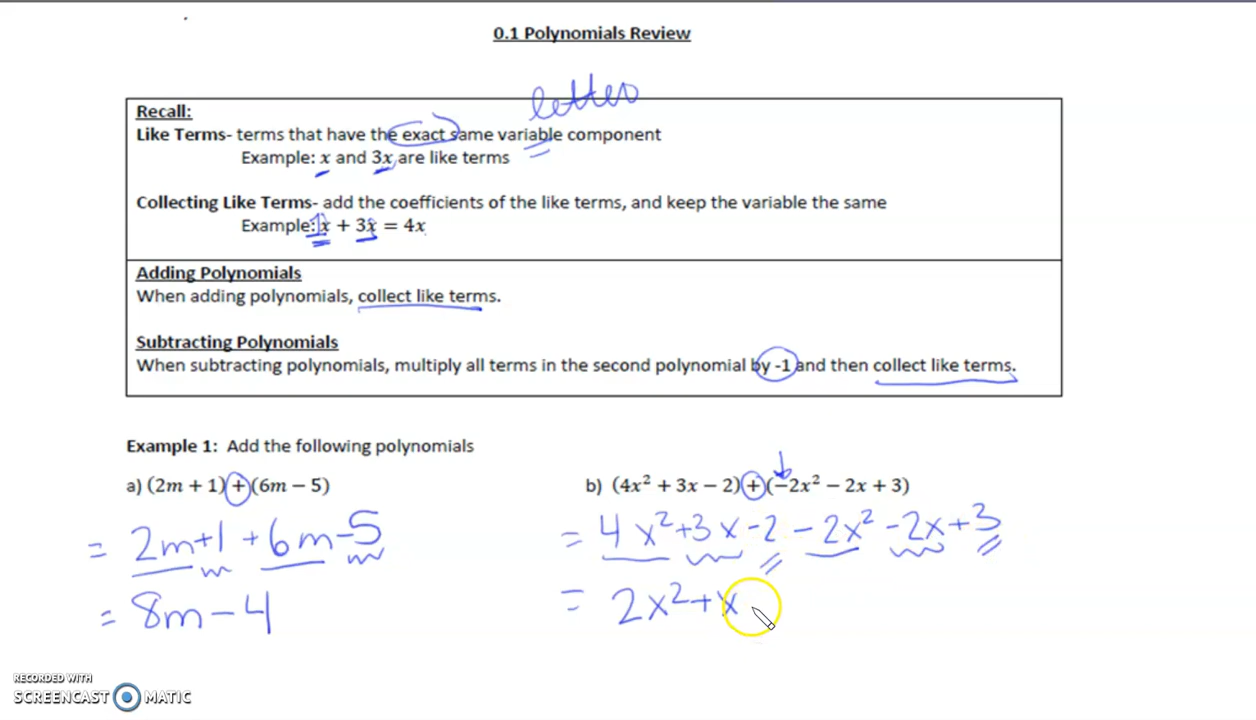 0.1 Polynomials Review
letter
Recall:
Like Terms- terms that have the exact same variable component
Example: x and 3x are like terms
Collecting Like Terms- add the coefficients of the like terms, and keep the variable the same
Example: 1x + 3x = 4x
Adding Polynomials
When adding polynomials, collect like terms.
Subtracting Polynomials
When subtracting polynomials, multiply all terms in the second polynomial by -1 and then collect like terms.
Example 1: Add the following polynomials
a) (2m + 1) + (6m − 5)
= 2m+1 + 6m-5
= 8m - 4
b) (4x² + 3x − 2) + (−2x² − 2x + 3)
= 4x² + 3x - 2 - 2x² - 2x + 3
= 2x² + x
RECORDED WITH
SCREENCAST MATIC